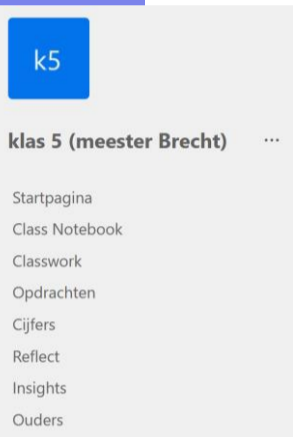 k5
klas 5 (meester Brecht) ...
Startpagina
Class Notebook
Classwork
Opdrachten
Cijfers
Reflect
Insights
Ouders